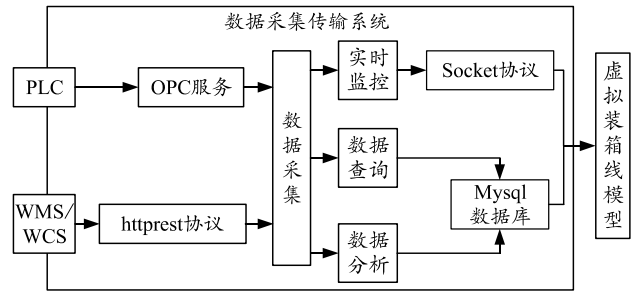 数据采集传输系统
PLC
OPC服务
实时
监控
Socket协议
数据采集
数据
查询
Mysql
数据库
WMS/
WCS
httprest协议
数据
分析
虚拟装箱线模型